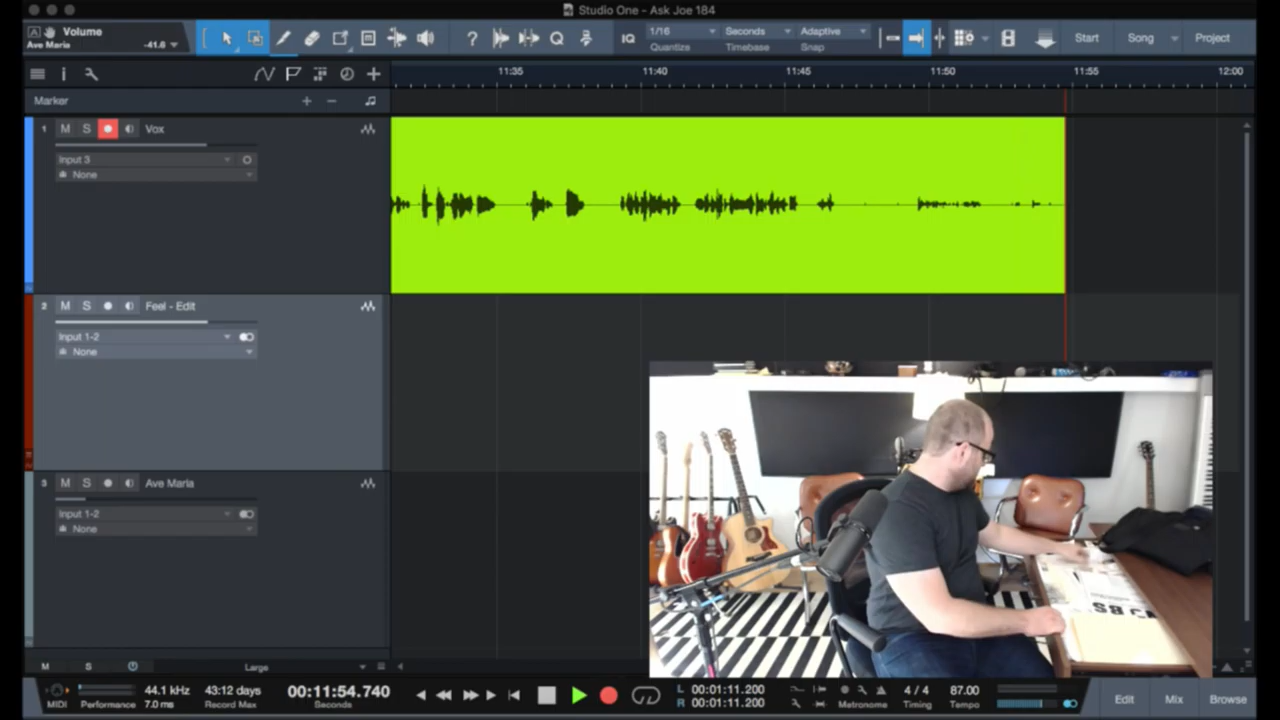 Studio One - Ask Joe 184
Volume
Ave Maria
-41.6
IQ
1/16
Quantize
Seconds
Timebase
Adaptive
Snap
Start
Song
Project
11:35
11:40
11:45
11:50
11:55
12:00
Marker
1 M S Vox
Input 3
None
2 M S Feel - Edit
Input 1-2
None
3 M S Ave Maria
Input 1-2
None
M S Large
MIDI
Performance
44.1 kHz
7.0 ms
43:12 days
Record Max
00:11:54.740
Seconds
L 00:01:11.200
R 00:01:11.200
Metronome
4 / 4
Timing
87.00
Tempo
Edit
Mix
Browse